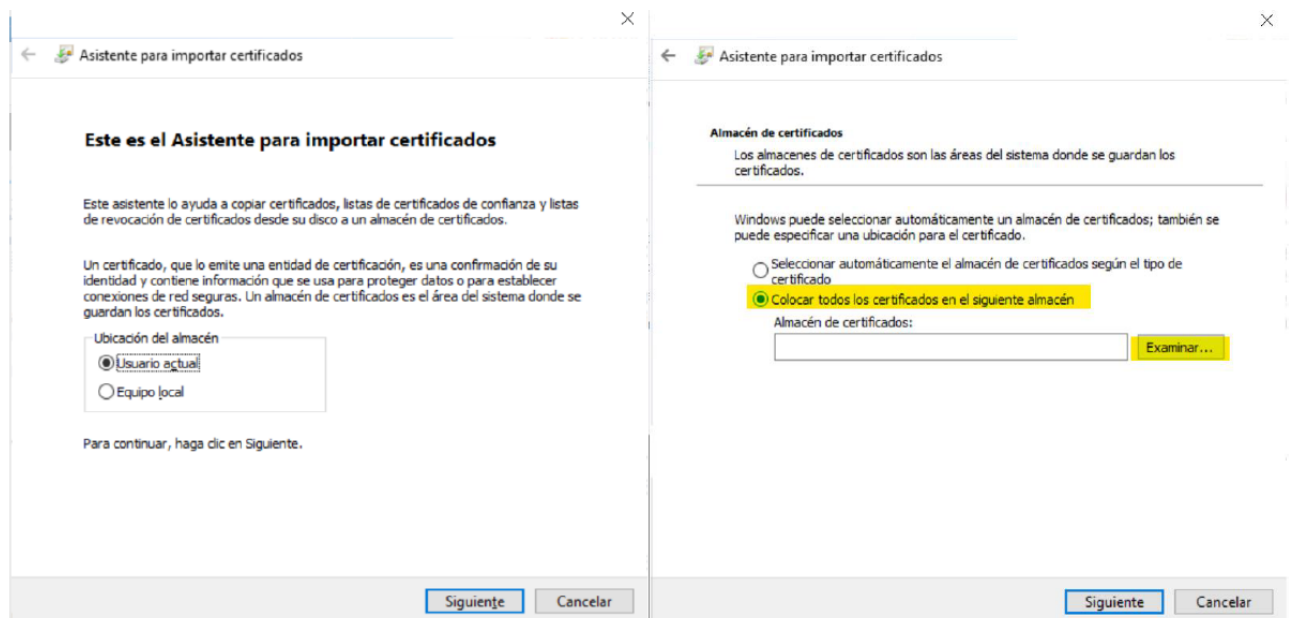 Asistente para importar certificados
Este es el Asistente para importar certificados
Este asistente lo ayuda a copiar certificados, listas de certificados de confianza y listas
de revocación de certificados desde su disco a un almacén de certificados.
Un certificado, que lo emite una entidad de certificación, es una confirmación de su
identidad y contiene información que se usa para proteger datos o para establecer
conexiones de red seguras. Un almacén de certificados es el área del sistema donde se
guardan los certificados.
Ubicación del almacén
Usuario actual
Equipo local
Para continuar, haga clic en Siguiente.
Siguiente
Cancelar
Asistente para importar certificados
Almacén de certificados
Los almacenes de certificados son las áreas del sistema donde se guardan los
certificados.
Windows puede seleccionar automáticamente un almacén de certificados; también se
puede especificar una ubicación para el certificado.
Seleccionar automáticamente el almacén de certificados según el tipo de
certificado
Colocar todos los certificados en el siguiente almacén
Almacén de certificados:
Examinar...
Siguiente
Cancelar